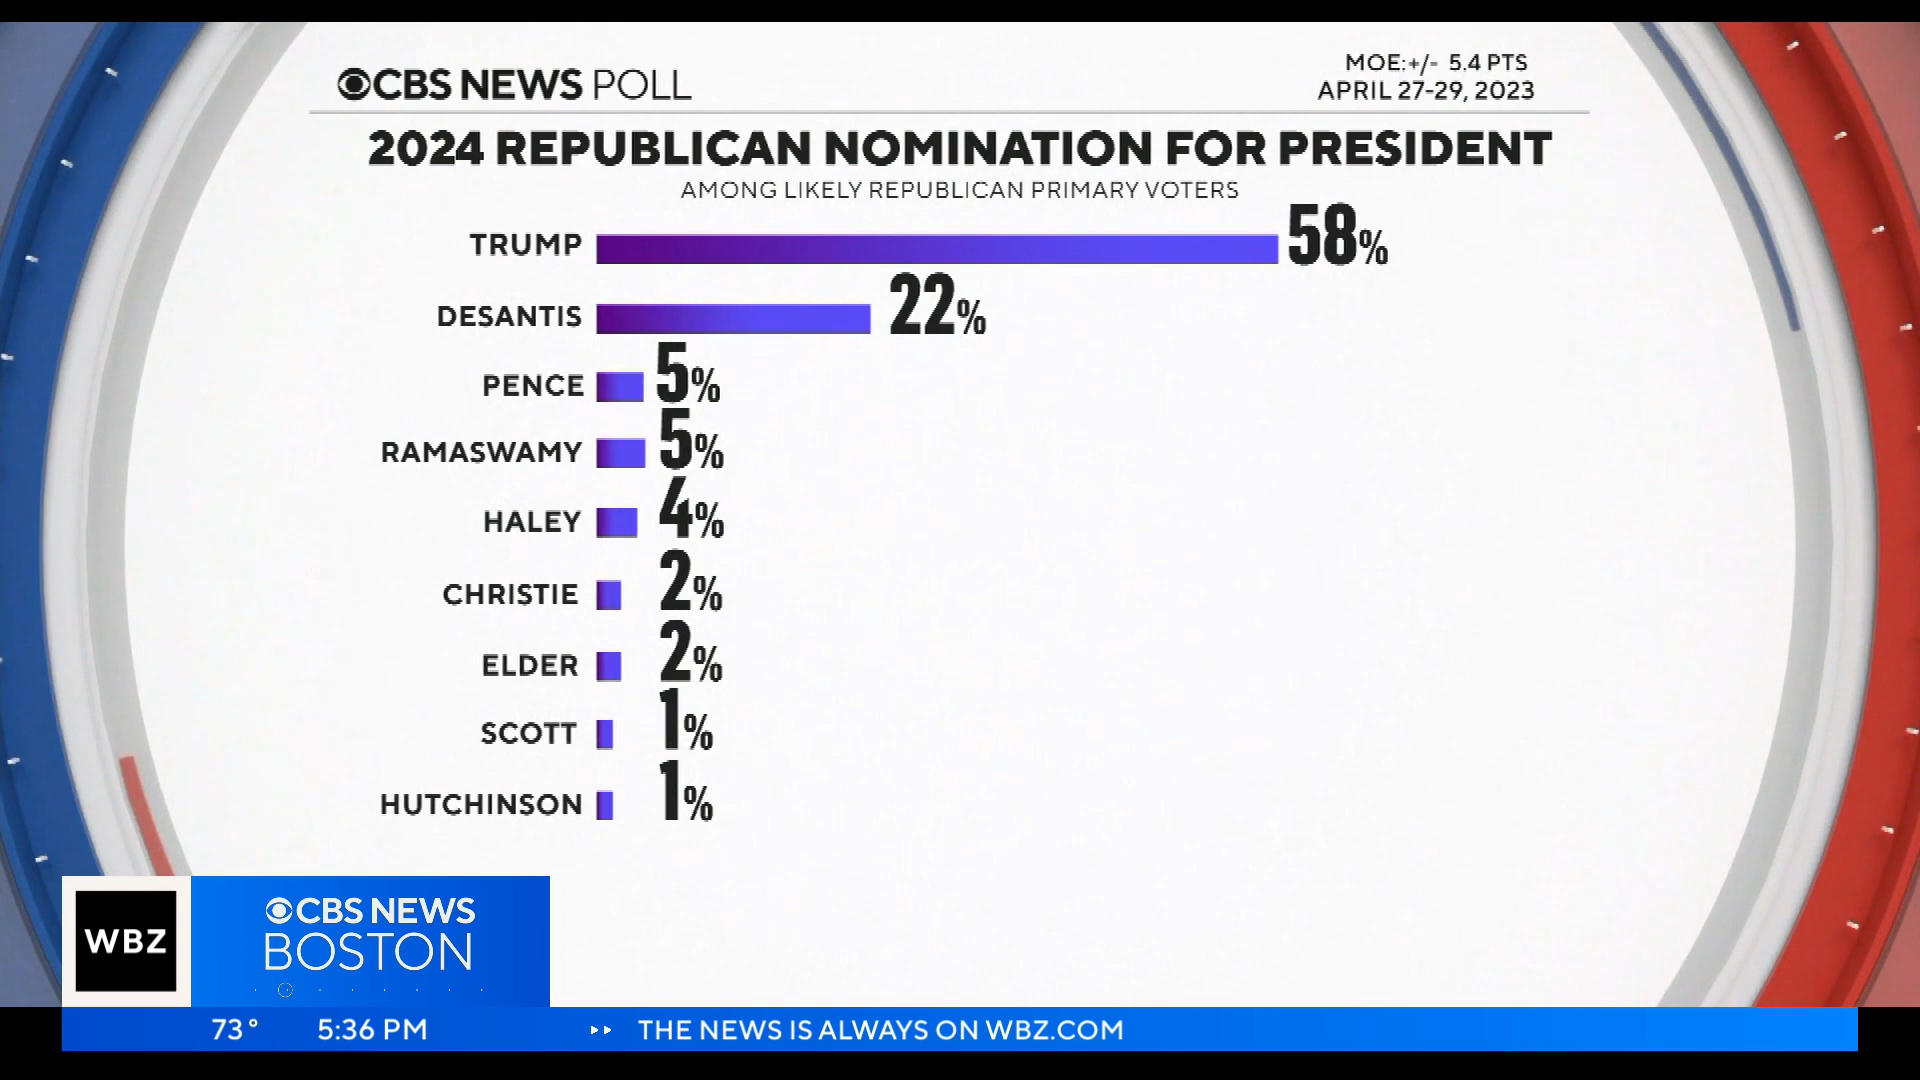 CBS NEWS POLL
MOE:+/- 5.4 PTS
APRIL 27-29, 2023
2024 REPUBLICAN NOMINATION FOR PRESIDENT
AMONG LIKELY REPUBLICAN PRIMARY VOTERS
TRUMP 58%
DESANTIS 22%
PENCE 5%
RAMASWAMY 5%
HALEY 4%
CHRISTIE 2%
ELDER 2%
SCOTT 1%
HUTCHINSON 1%
WBZ
CBS NEWS
BOSTON
73° 5:36 PM THE NEWS IS ALWAYS ON WBZ.COM